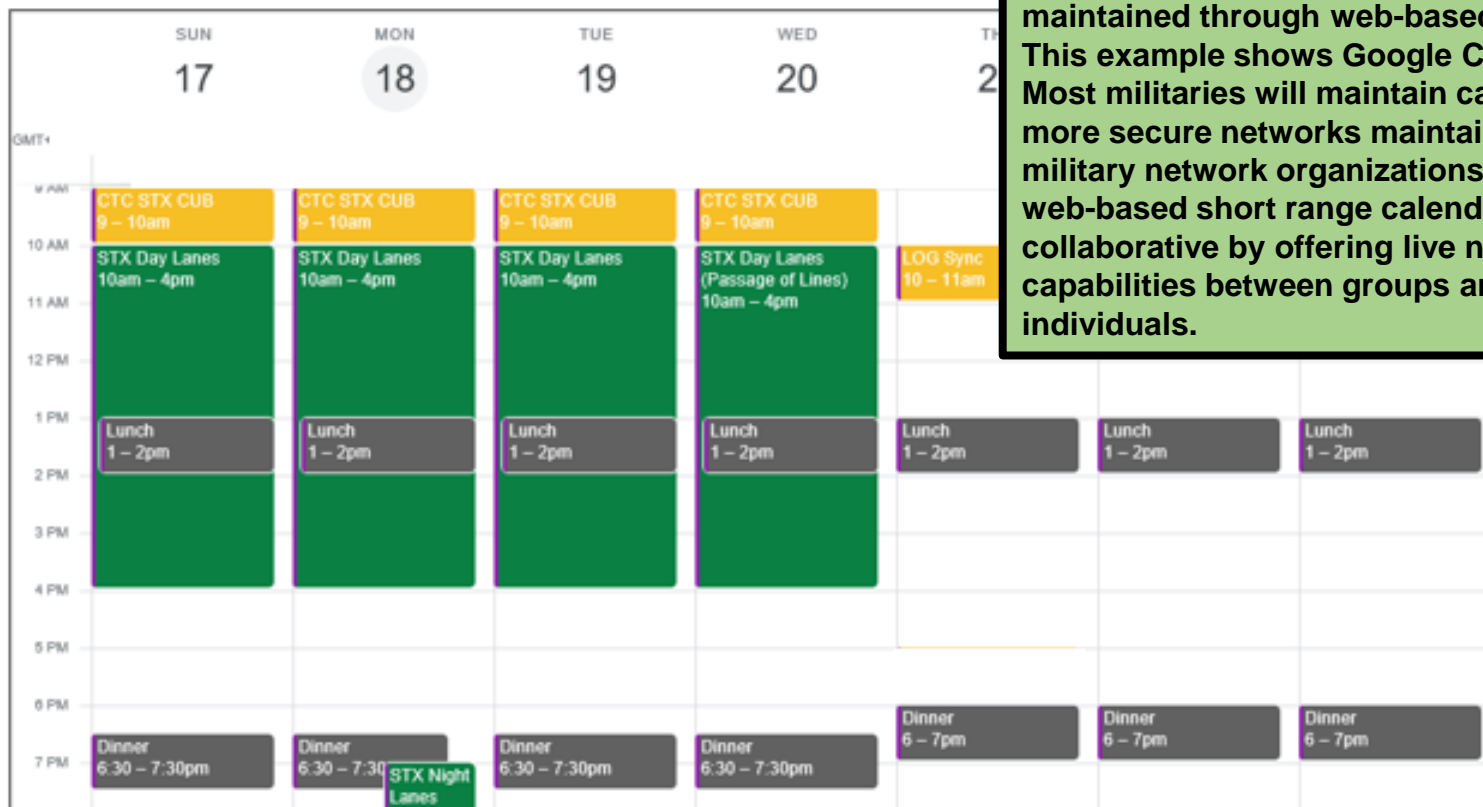 SUN
MON
TUE
WED
17
18
19
20
maintained through web-based
This example shows Google C
Most militaries will maintain ca
more secure networks maintai
military network organizations
web-based short range calend
collaborative by offering live n
capabilities between groups a
individuals.
9 AM
CTC STX CUB
9 – 10am
CTC STX CUB
9 – 10am
CTC STX CUB
9 – 10am
CTC STX CUB
9 – 10am
10 AM
STX Day Lanes
10am – 4pm
STX Day Lanes
10am – 4pm
STX Day Lanes
10am – 4pm
STX Day Lanes
(Passage of Lines)
10am – 4pm
LOG Sync
10 – 11am
11 AM
12 PM
1 PM
Lunch
1 – 2pm
Lunch
1 – 2pm
Lunch
1 – 2pm
Lunch
1 – 2pm
Lunch
1 – 2pm
Lunch
1 – 2pm
Lunch
1 – 2pm
2 PM
3 PM
4 PM
5 PM
6 PM
Dinner
6 – 7pm
Dinner
6 – 7pm
Dinner
6 – 7pm
7 PM
Dinner
6:30 – 7:30pm
Dinner
6:30 – 7:30
STX Night
Lanes
Dinner
6:30 – 7:30pm
Dinner
6:30 – 7:30pm